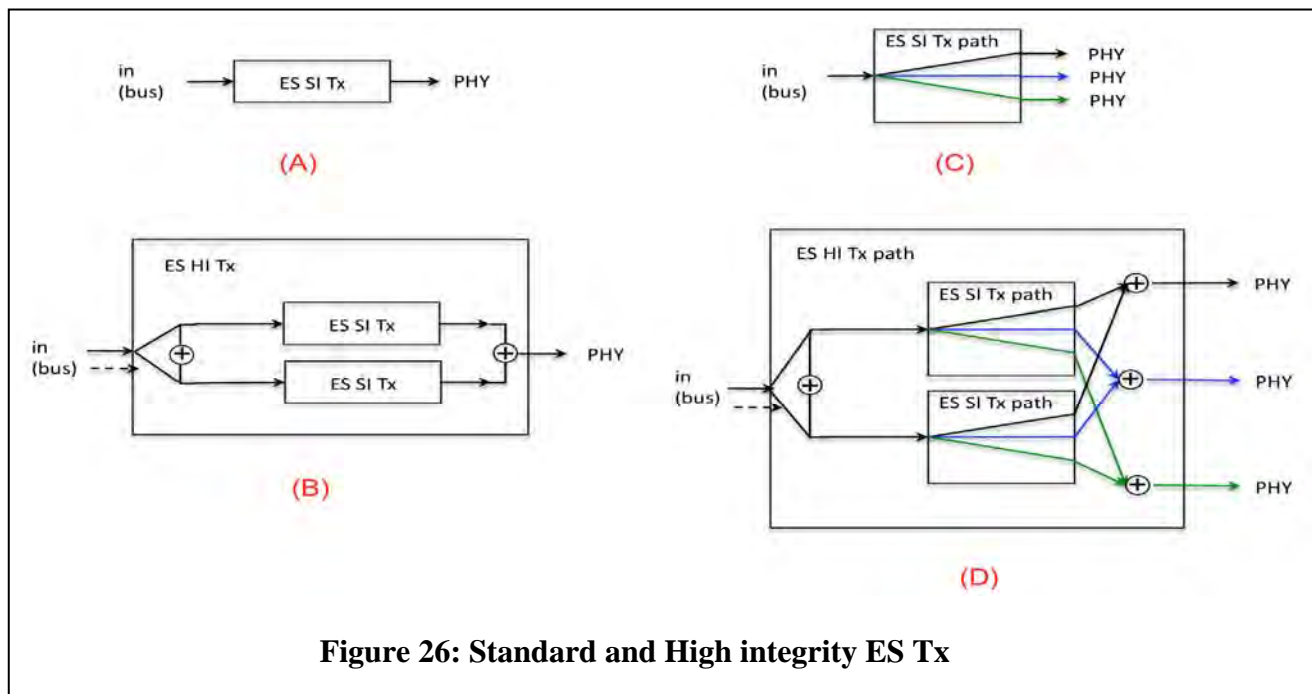 in
(bus)
ES SI Tx
PHY
(A)
ES SI Tx path
in
(bus)
PHY
PHY
PHY
(C)
ES HI Tx
in
(bus)
ES SI Tx
ES SI Tx
PHY
(B)
ES HI Tx path
in
(bus)
ES SI Tx path
ES SI Tx path
PHY
PHY
PHY
(D)
Figure 26: Standard and High integrity ES Tx